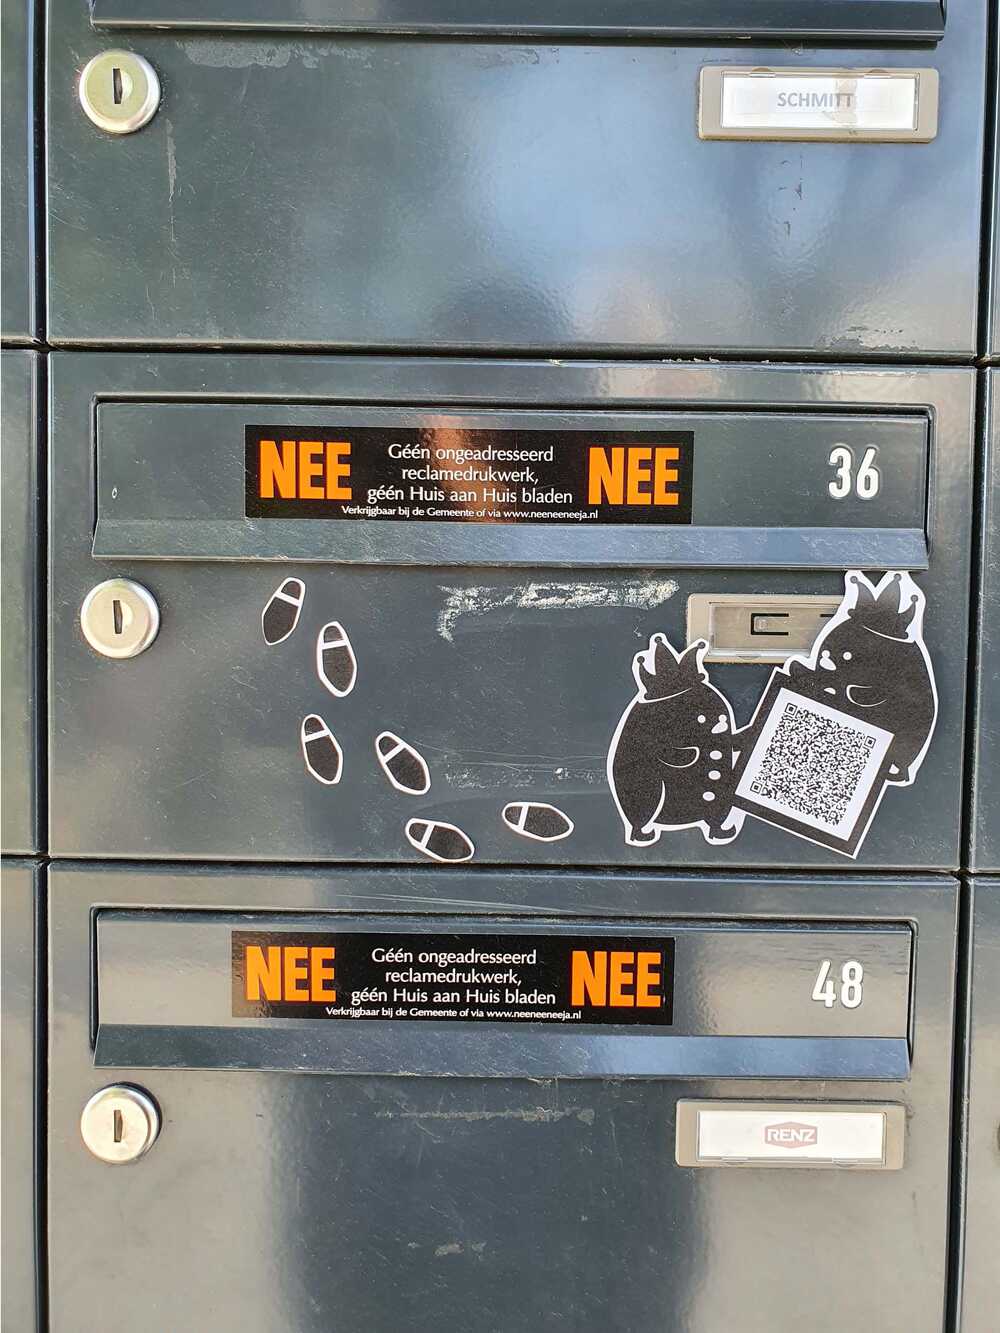 SCHMITT
NEE
Géén ongeadresseerd
reclamedrukwerk,
géén Huis aan Huis bladen
Verkrijgbaar bij de Gemeente of via www.neeneeneeja.nl
NEE
36
NEE
Géén ongeadresseerd
reclamedrukwerk,
géén Huis aan Huis bladen
Verkrijgbaar bij de Gemeente of via www.neeneeneeja.nl
NEE
48
RENZ